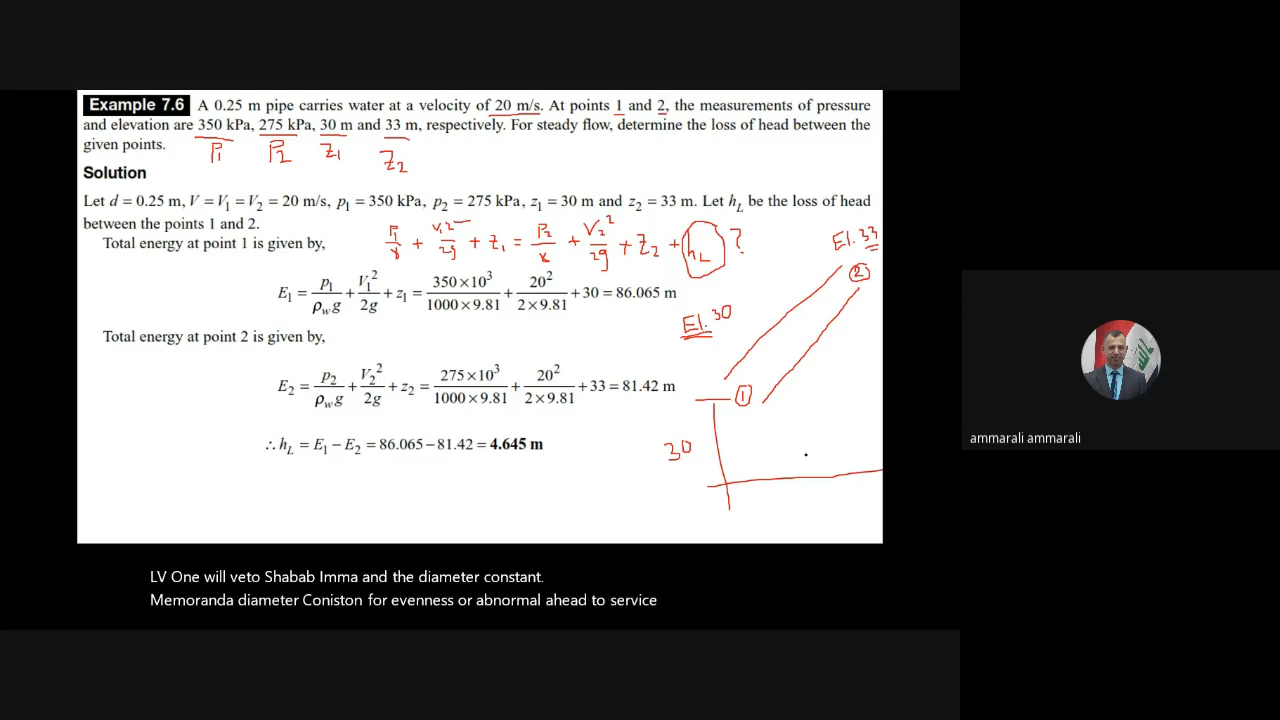 Example 7.6 A 0.25 m pipe carries water at a velocity of 20 m/s. At points 1 and 2, the measurements of pressure
and elevation are 350 kPa, 275 kPa, 30 m and 33 m, respectively. For steady flow, determine the loss of head between the
given points.
P₁ P₂ Z₁ Z₂
Solution
Let d = 0.25 m, V = V₁ = V₂ = 20 m/s, p₁ = 350 kPa, p₂ = 275 kPa, z₁ = 30 m and z₂ = 33 m. Let h_L be the loss of head
between the points 1 and 2.
P₁/γ + V₁²/2g + Z₁ = P₂/γ + V₂²/2g + Z₂ + h_L ?
El. 33
Total energy at point 1 is given by,
2
E₁ = p₁/ρ_w g + V₁²/2g + z₁ = 350×10³/1000×9.81 + 20²/2×9.81 + 30 = 86.065 m
El. 30
Total energy at point 2 is given by,
E₂ = p₂/ρ_w g + V₂²/2g + z₂ = 275×10³/1000×9.81 + 20²/2×9.81 + 33 = 81.42 m
1
∴ h_L = E₁ − E₂ = 86.065 − 81.42 = 4.645 m
30
ammarali ammarali
LV One will veto Shabab Imma and the diameter constant.
Memoranda diameter Coniston for evenness or abnormal ahead to service